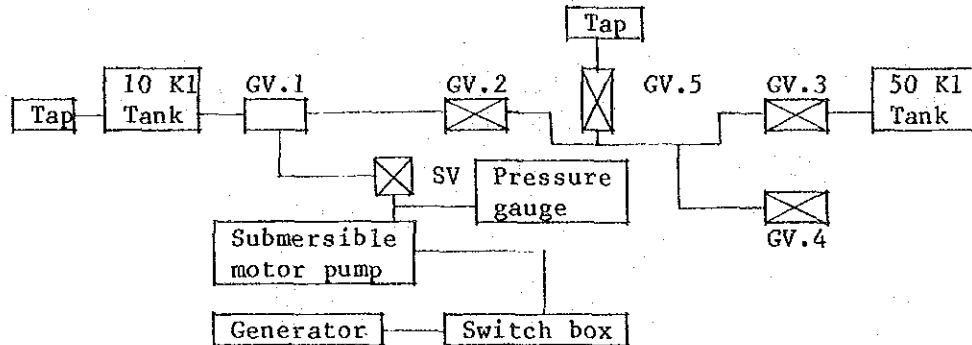 Tap
10 Kl
Tank
GV.1
GV.2
Tap
GV.5
GV.3
50 Kl
Tank
SV
Pressure
gauge
GV.4
Submersible
motor pump
Generator
Switch box